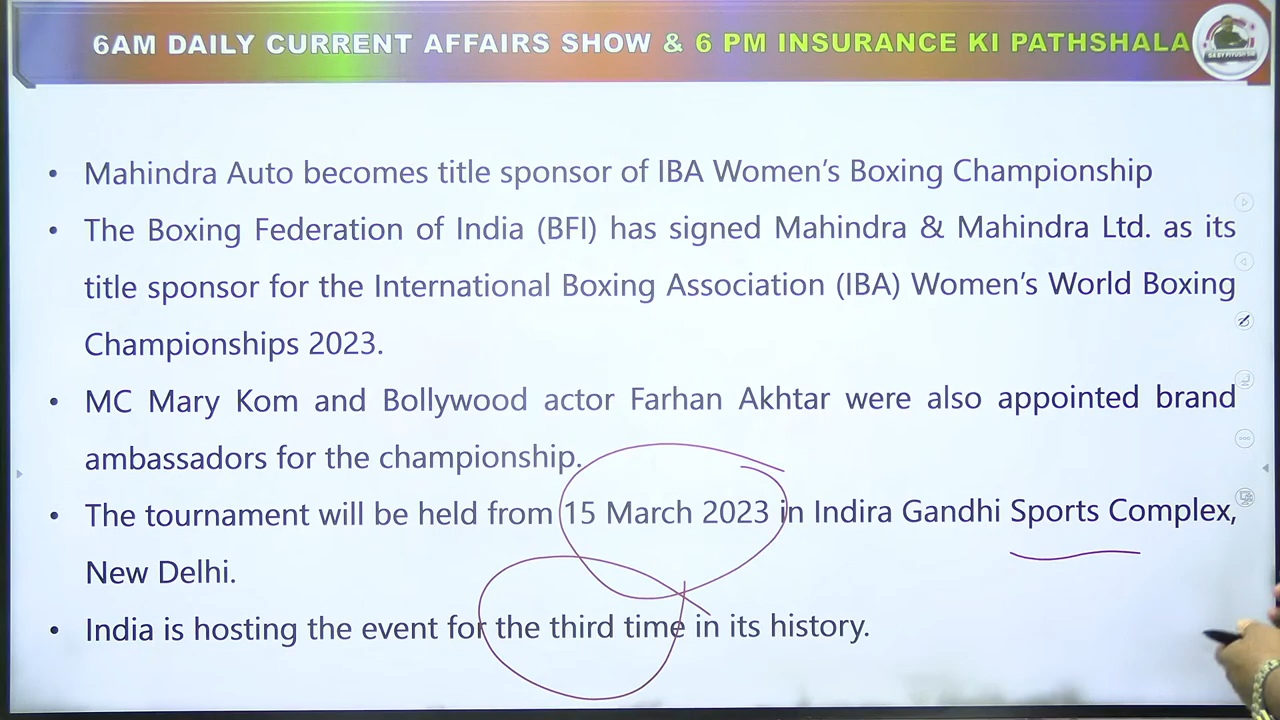 6AM DAILY CURRENT AFFAIRS SHOW & 6 PM INSURANCE KI PATHSHALA
GA BY PIYUSH SIR
• Mahindra Auto becomes title sponsor of IBA Women's Boxing Championship
• The Boxing Federation of India (BFI) has signed Mahindra & Mahindra Ltd. as its
title sponsor for the International Boxing Association (IBA) Women's World Boxing
Championships 2023.
• MC Mary Kom and Bollywood actor Farhan Akhtar were also appointed brand
ambassadors for the championship.
• The tournament will be held from 15 March 2023 in Indira Gandhi Sports Complex,
New Delhi.
• India is hosting the event for the third time in its history.